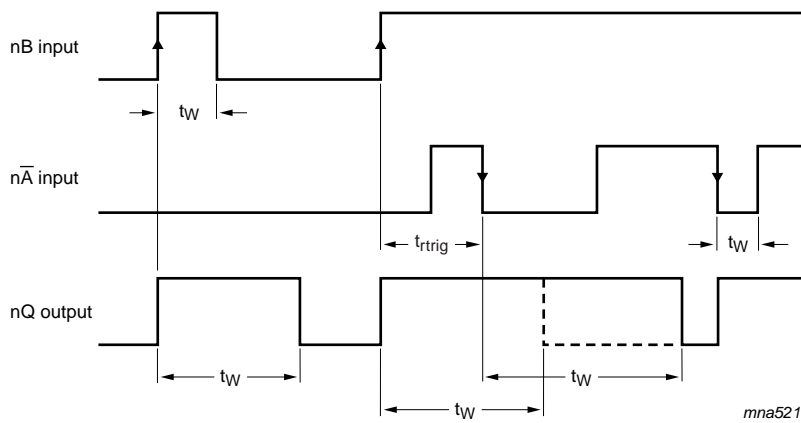 nB input
tW
nA̅ input
trtrig
tW
nQ output
tW
tW
tW
mna521